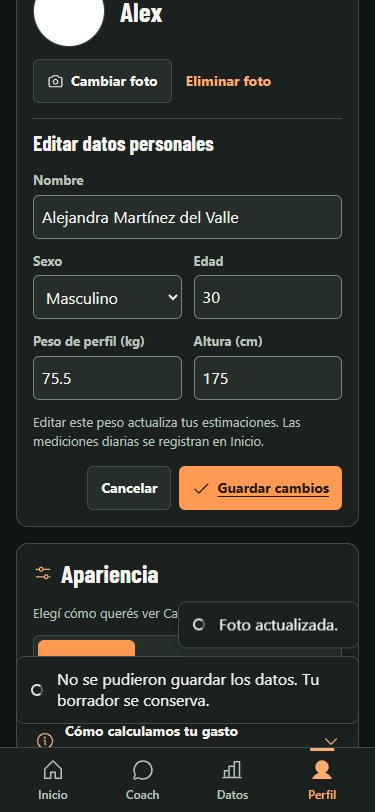 Alex
Cambiar foto
Eliminar foto
Editar datos personales
Nombre
Alejandra Martínez del Valle
Sexo
Edad
Masculino
30
Peso de perfil (kg)
Altura (cm)
75.5
175
Editar este peso actualiza tus estimaciones. Las
mediciones diarias se registran en Inicio.
Cancelar
Guardar cambios
Apariencia
Elegí cómo querés ver Ca
Foto actualizada.
No se pudieron guardar los datos. Tu
borrador se conserva.
Cómo calculamos tu gasto
Inicio
Coach
Datos
Perfil